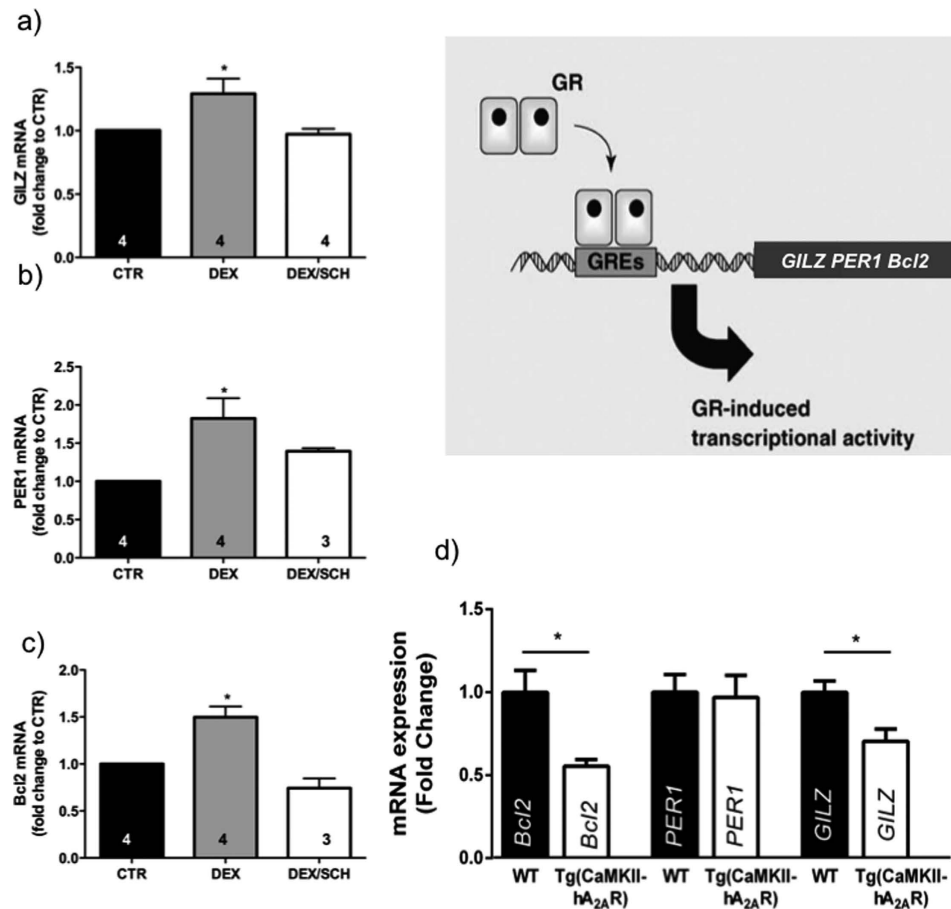 a)
GILZ mRNA
(fold change to CTR)
1.5
1.0
0.5
0.0
*
4
4
4
CTR
DEX
DEX/SCH
GR
GREs
GILZ PER1 Bcl2
GR-induced
transcriptional activity
b)
PER1 mRNA
(fold change to CTR)
2.5
2.0
1.5
1.0
0.5
0.0
*
4
4
3
CTR
DEX
DEX/SCH
c)
Bcl2 mRNA
(fold change to CTR)
2.0
1.5
1.0
0.5
0.0
*
4
4
3
CTR
DEX
DEX/SCH
d)
mRNA expression
(Fold Change)
1.5
1.0
0.5
0.0
*
*
Bcl2
Bcl2
PER1
PER1
GILZ
GILZ
WT
Tg(CaMKII-
hA2AR)
WT
Tg(CaMKII-
hA2AR)
WT
Tg(CaMKII-
hA2AR)